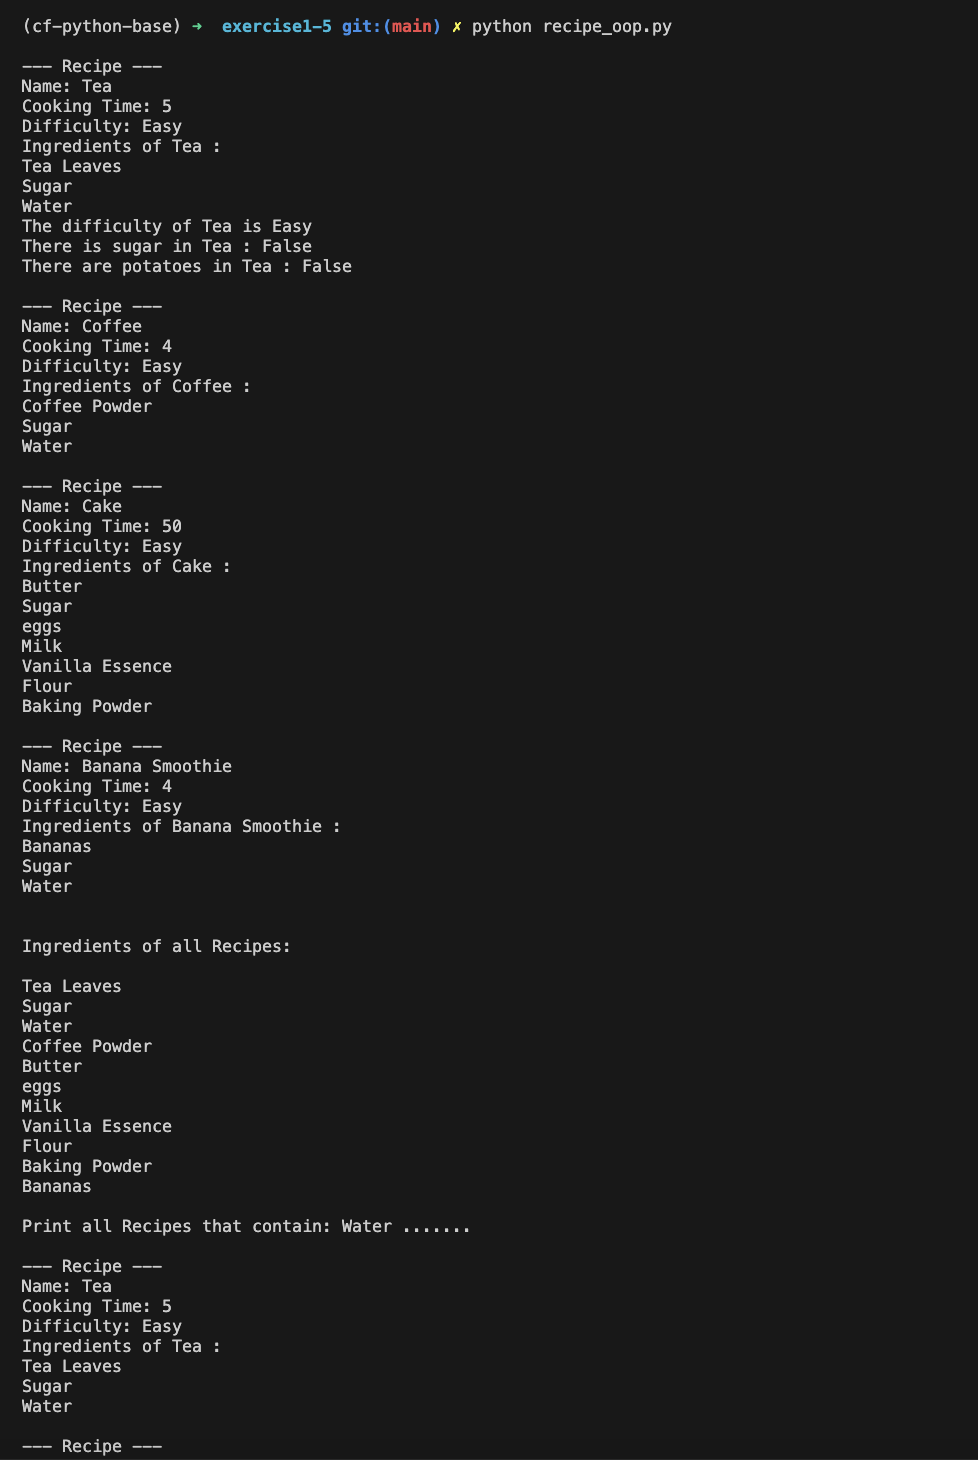 (cf-python-base) ➜  exercise1-5 git:(main) ✗ python recipe_oop.py
--- Recipe ---
Name: Tea
Cooking Time: 5
Difficulty: Easy
Ingredients of Tea :
Tea Leaves
Sugar
Water
The difficulty of Tea is Easy
There is sugar in Tea : False
There are potatoes in Tea : False
--- Recipe ---
Name: Coffee
Cooking Time: 4
Difficulty: Easy
Ingredients of Coffee :
Coffee Powder
Sugar
Water
--- Recipe ---
Name: Cake
Cooking Time: 50
Difficulty: Easy
Ingredients of Cake :
Butter
Sugar
eggs
Milk
Vanilla Essence
Flour
Baking Powder
--- Recipe ---
Name: Banana Smoothie
Cooking Time: 4
Difficulty: Easy
Ingredients of Banana Smoothie :
Bananas
Sugar
Water
Ingredients of all Recipes:
Tea Leaves
Sugar
Water
Coffee Powder
Butter
eggs
Milk
Vanilla Essence
Flour
Baking Powder
Bananas
Print all Recipes that contain: Water .......
--- Recipe ---
Name: Tea
Cooking Time: 5
Difficulty: Easy
Ingredients of Tea :
Tea Leaves
Sugar
Water
--- Recipe ---